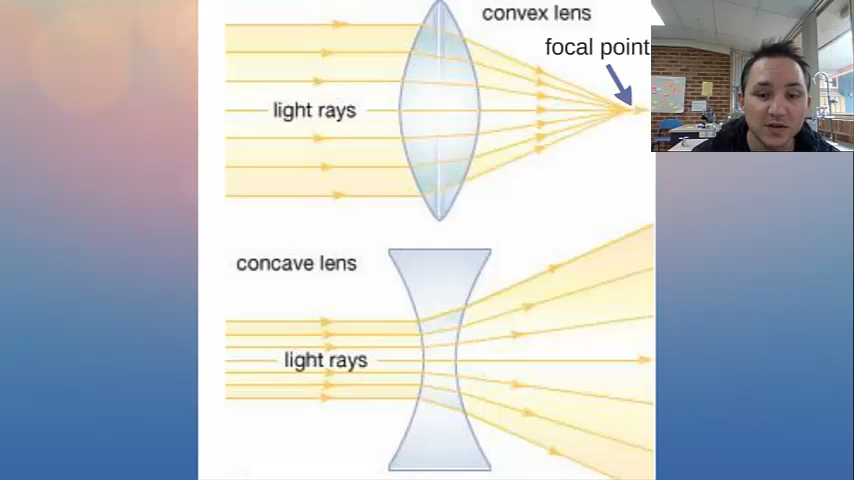 convex lens
focal point
light rays
concave lens
light rays